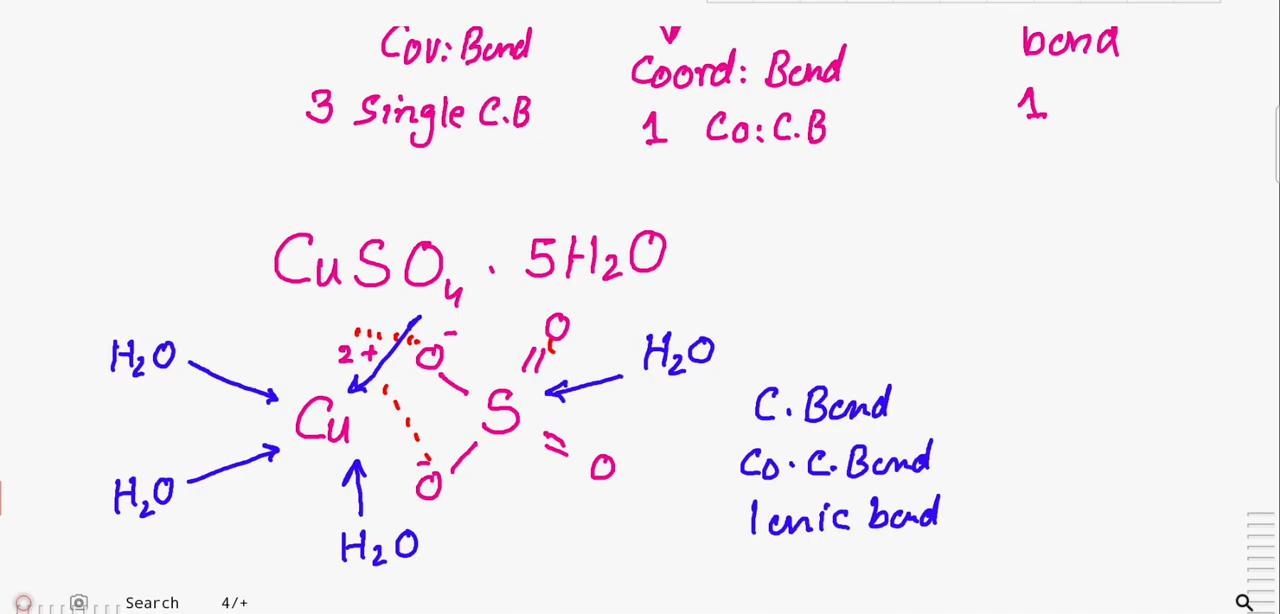 Cov: Bond
Coord: Bond
bond
3 Single C.B
1 Co: C.B
1
CuSO4 . 5H2O
H2O
2+
O-
O
H2O
Cu
S
C. Bond
H2O
O-
O
Co. C. Bond
H2O
Ionic bond
Search 4/+